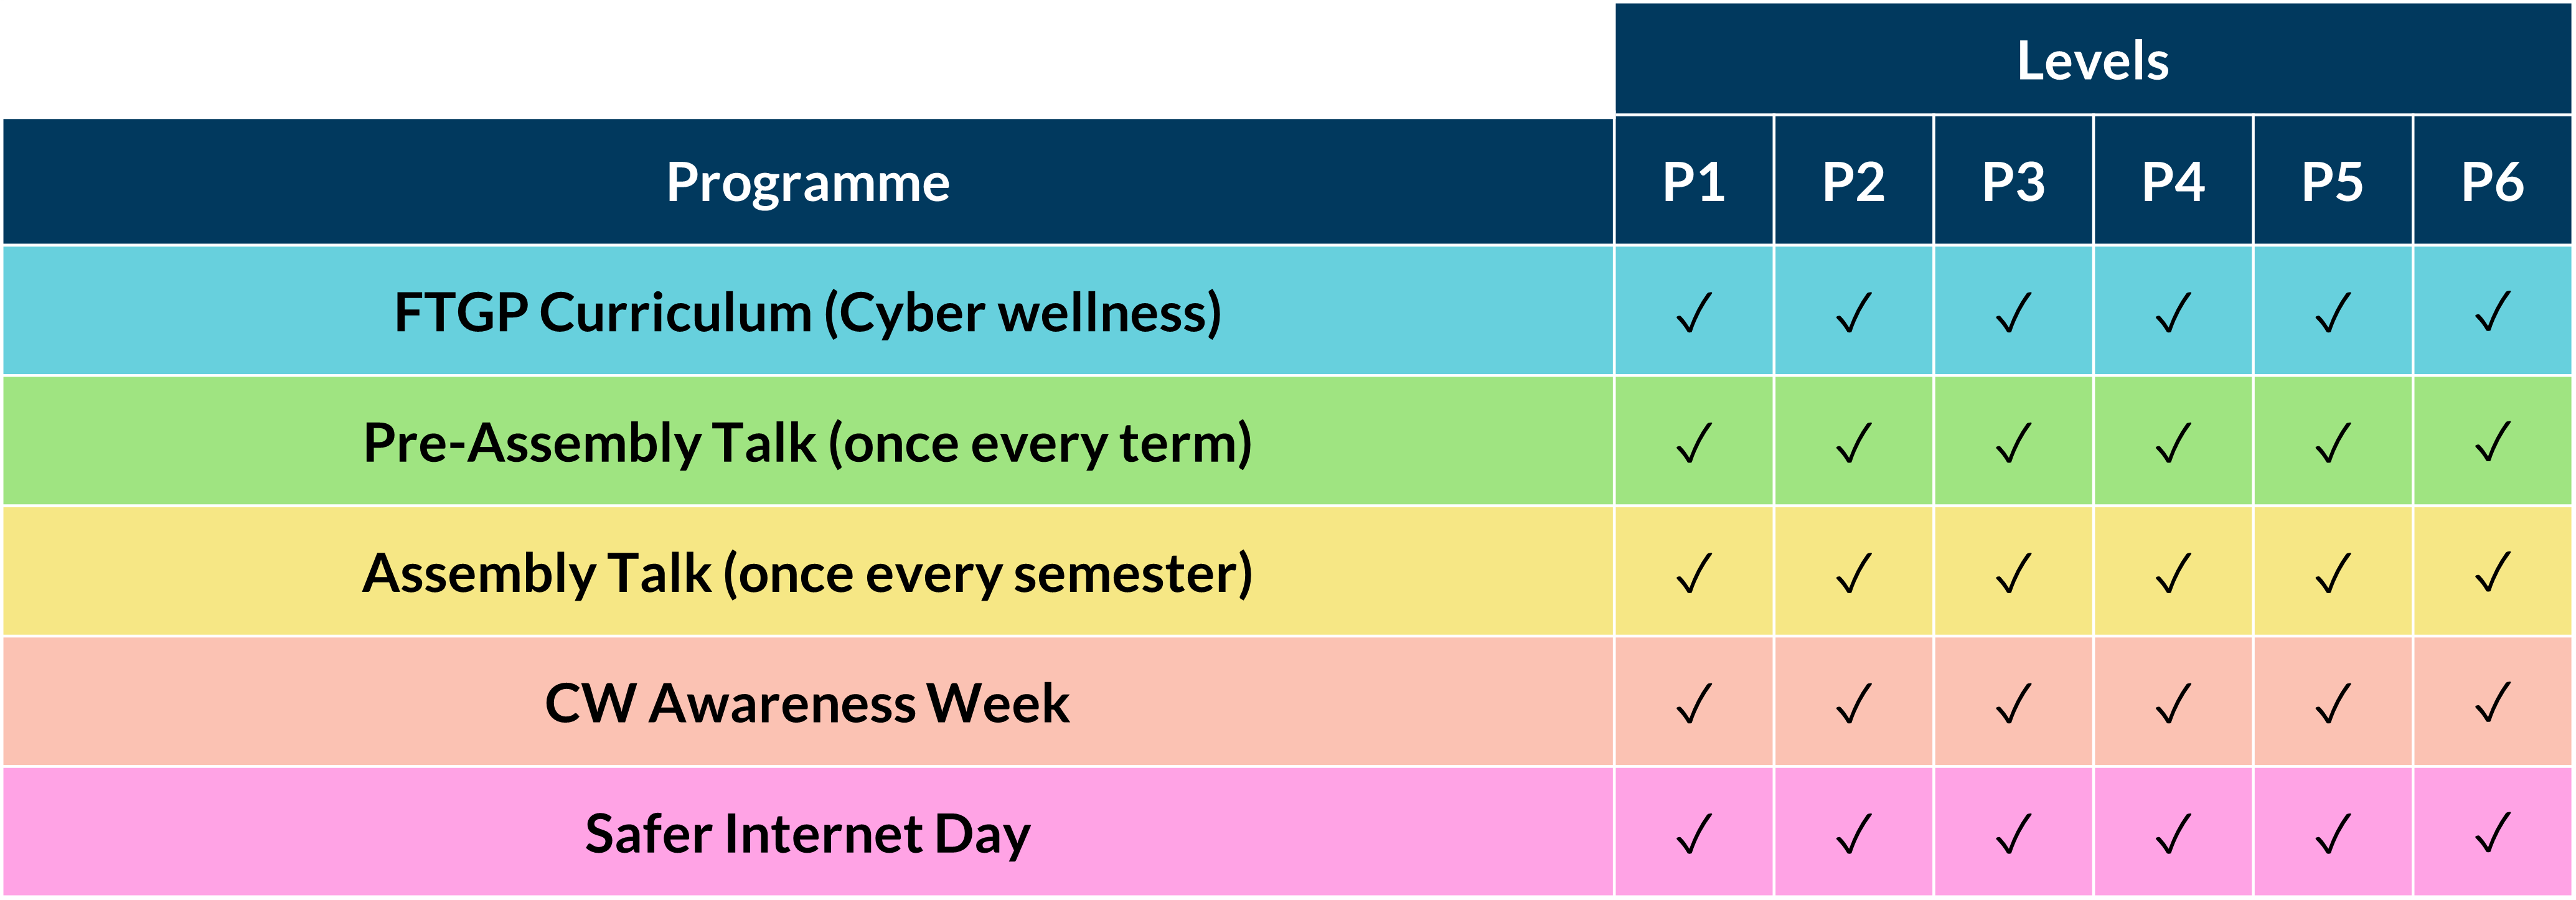 Levels
Programme P1 P2 P3 P4 P5 P6
FTGP Curriculum (Cyber wellness) ✓ ✓ ✓ ✓ ✓ ✓
Pre-Assembly Talk (once every term) ✓ ✓ ✓ ✓ ✓ ✓
Assembly Talk (once every semester) ✓ ✓ ✓ ✓ ✓ ✓
CW Awareness Week ✓ ✓ ✓ ✓ ✓ ✓
Safer Internet Day ✓ ✓ ✓ ✓ ✓ ✓